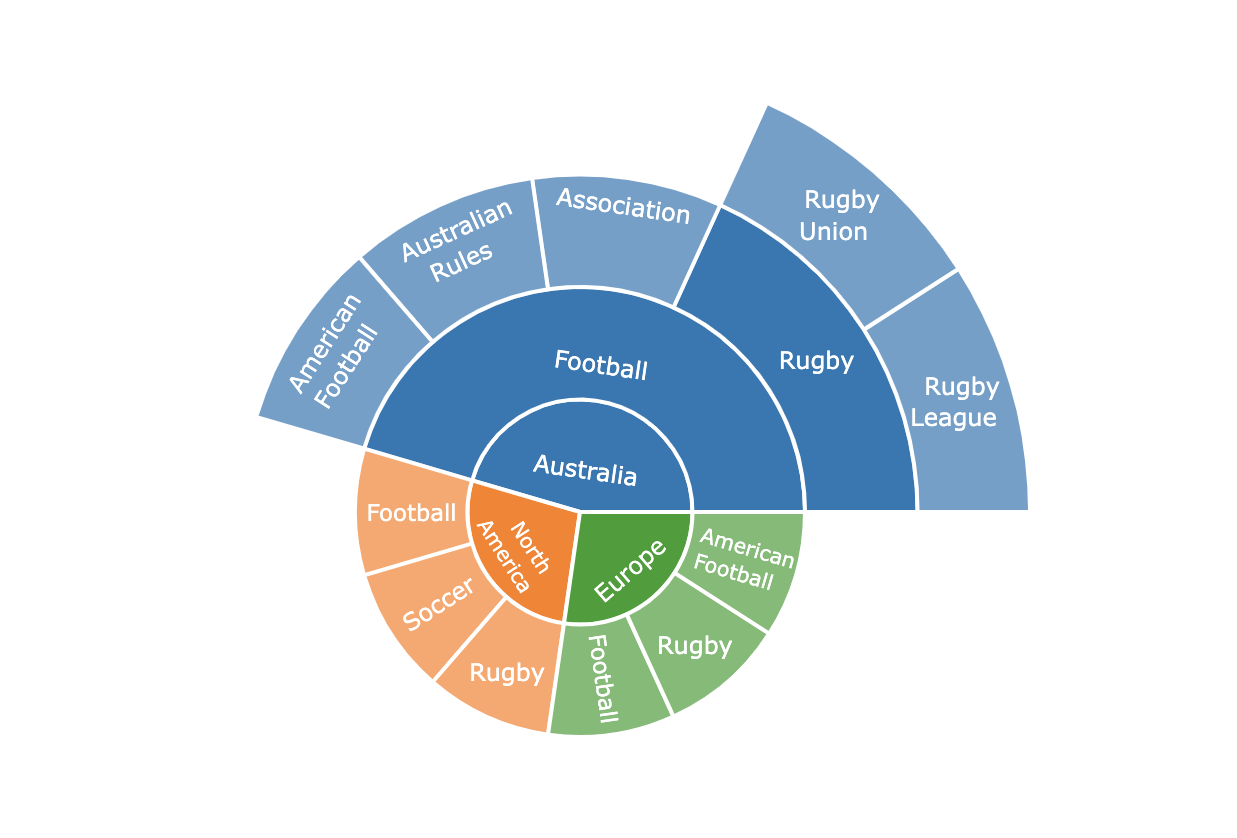 Rugby
Union
Association
Australian
Rules
American
Football
Football
Rugby
Rugby
League
Australia
Football
North
America
Europe
American
Football
Soccer
Rugby
Football
Rugby